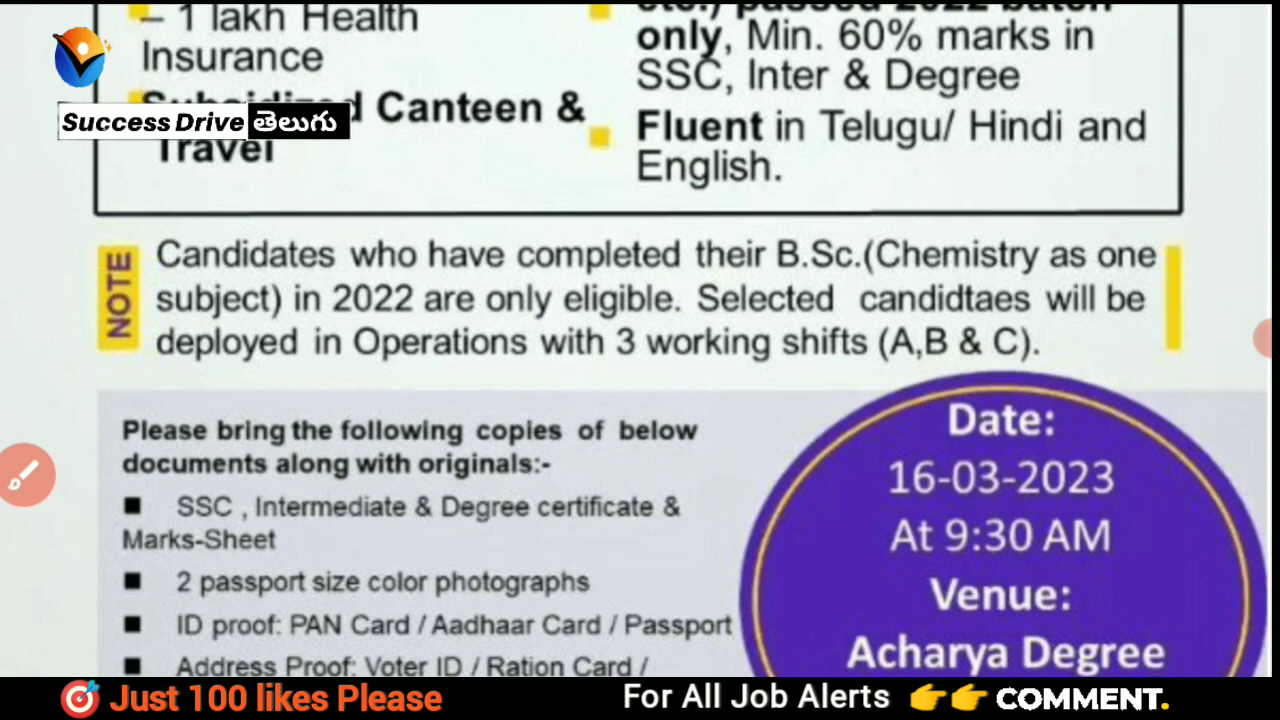 – 1 lakh Health
Insurance
Canteen &
Travel
Success Drive తెలుగు
etc.) passed 2022 batch
only, Min. 60% marks in
SSC, Inter & Degree
Fluent in Telugu/ Hindi and
English.
NOTE
Candidates who have completed their B.Sc.(Chemistry as one
subject) in 2022 are only eligible. Selected candidtaes will be
deployed in Operations with 3 working shifts (A,B & C).
Please bring the following copies of below
documents along with originals:-
SSC , Intermediate & Degree certificate &
Marks-Sheet
2 passport size color photographs
ID proof: PAN Card / Aadhaar Card / Passport
Address Proof: Voter ID / Ration Card /
Date:
16-03-2023
At 9:30 AM
Venue:
Acharya Degree
Just 100 likes Please
For All Job Alerts
COMMENT.